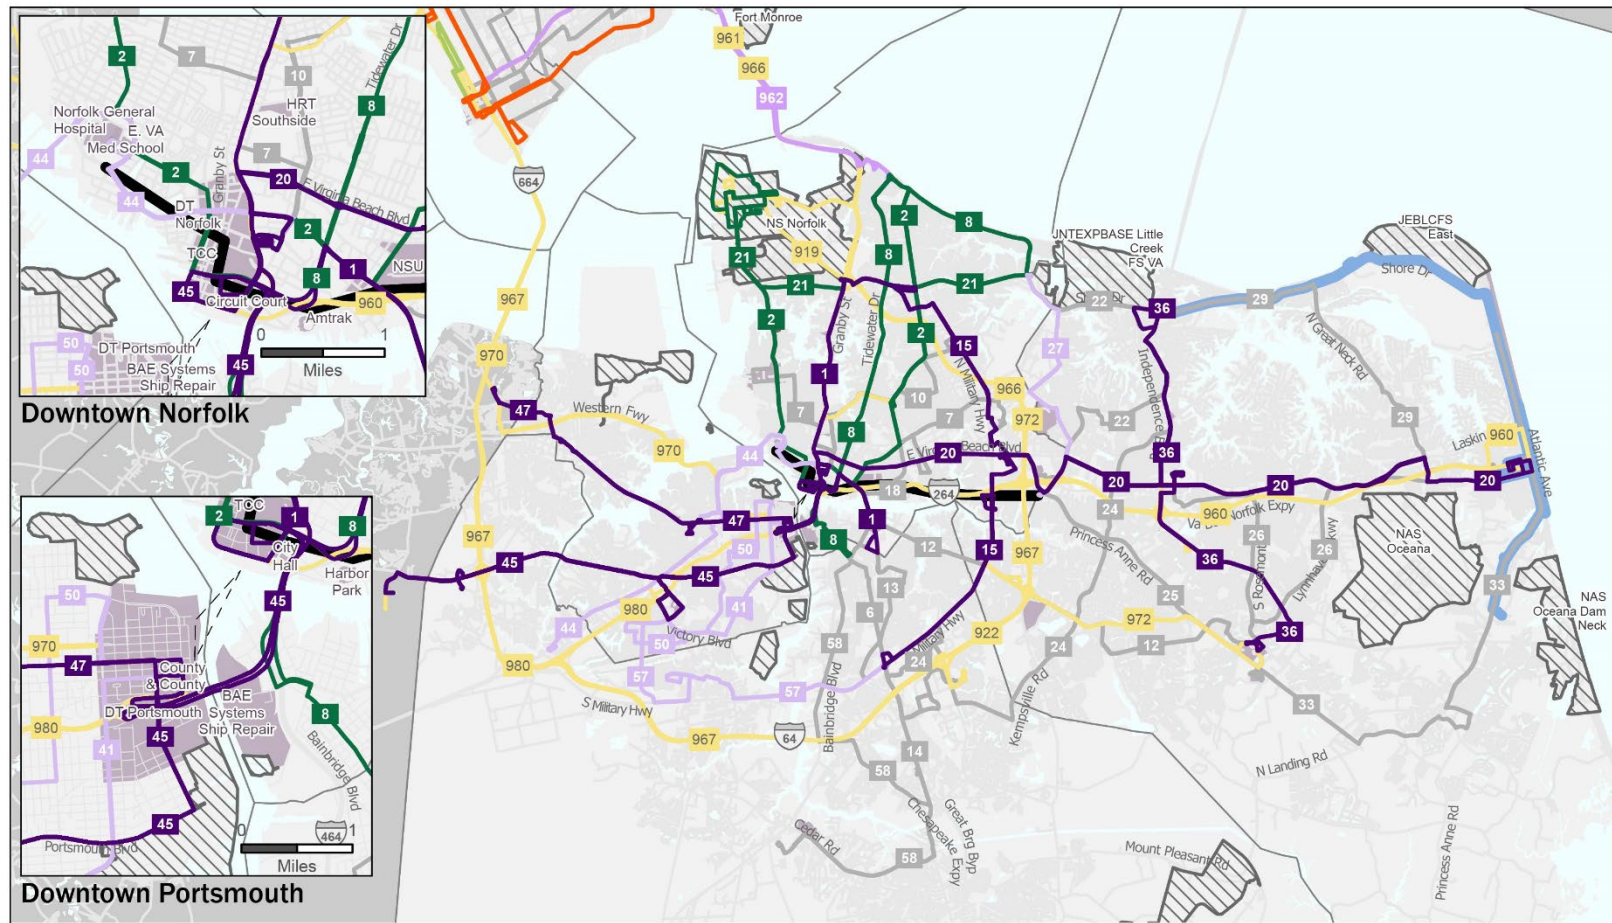 2
7
10
Tidewater Dr
8
HRT
Southside
Norfolk General
Hospital
E. VA
Med School
44
2
7
Granby St
20
E Virginia Beach Blvd
44
DT
Norfolk
2
TCC
8
1
NSU
45
Circuit Court
960
Amtrak
0
1
Miles
50
DT Portsmouth
50
BAE Systems
Ship Repair
45
Downtown Norfolk
TCC
2
1
8
City
Hall
Harbor
Park
50
45
970
47
County
& County
BAE
Systems
Ship Repair
DT Portsmouth
980
8
41
45
Bainbridge Blvd
45
0
464
1
Portsmouth Blvd
Miles
Downtown Portsmouth
Fort Monroe
961
966
962
664
NS Norfolk
919
2
8
8
JNTEXPBASE Little
Creek
FS VA
JEBLCFS
East
21
21
21
Shore Dr
22
36
29
967
2
Granby St
Tidewater Dr
2
15
27
N Great Neck Rd
970
1
N Military Hwy
966
Independence B
47
Western Fwy
7
10
7
972
22
29
970
8
E Virginia Beach Blvd
Laskin
960
Atlantic Ave
44
20
36
20
20
20
18
264
24
960
Va B
Norfolk Expy
47
1
967
50
8
12
15
967
Princess Anne Rd
26
26
NAS
Oceana
45
45
36
S Rosemont
Lynnhaven
kwy
33
13
25
980
41
6
NAS
Oceana Dam
Neck
44
Victory Blvd
50
58
Military Hwy
922
972
12
36
980
24
24
57
57
Bainbridge Blvd
Kempsville Rd
S Military Hwy
33
967
64
14
N Landing Rd
58
Chesapeake Expy
Great Brg Byp
Cedar Rd
58
Mount Pleasant Rd
Princess Anne Rd